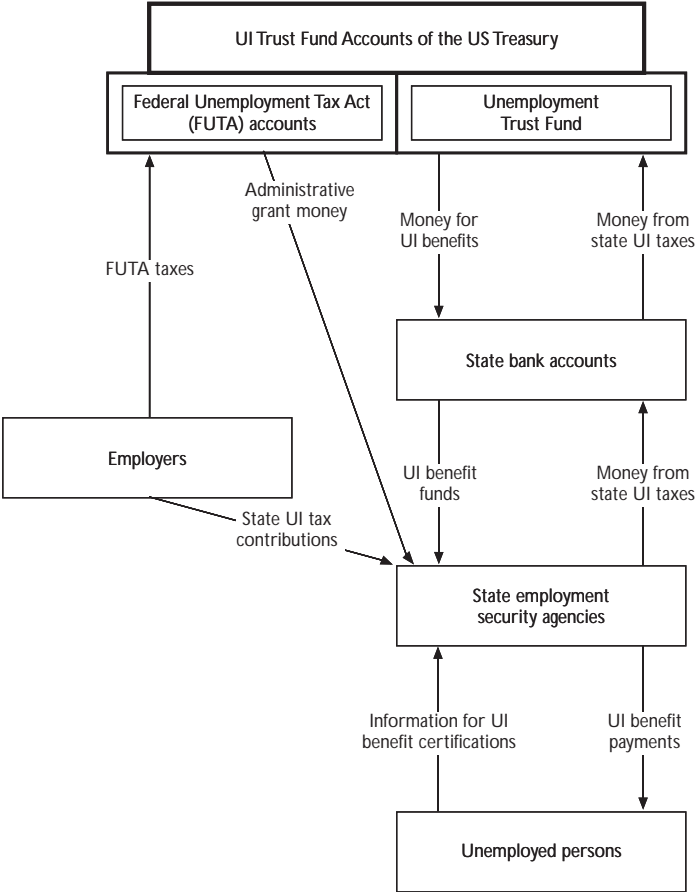 UI Trust Fund Accounts of the US Treasury
Federal Unemployment Tax Act
(FUTA) accounts
Unemployment
Trust Fund
Administrative
grant money
Money for
UI benefits
Money from
state UI taxes
FUTA taxes
State bank accounts
Employers
UI benefit
funds
Money from
state UI taxes
State UI tax
contributions
State employment
security agencies
Information for UI
benefit certifications
UI benefit
payments
Unemployed persons